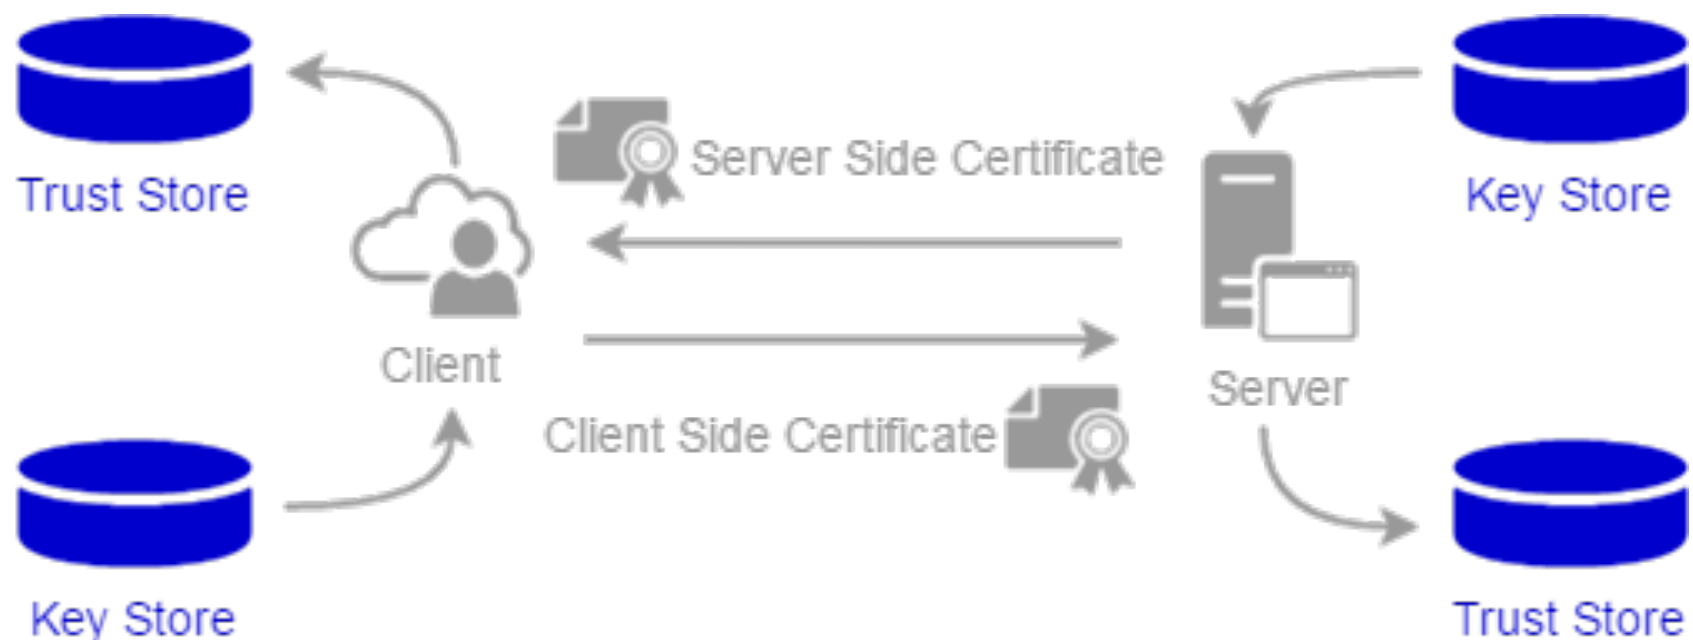 Server Side Certificate
Trust Store
Key Store
Client
Server
Client Side Certificate
Key Store
Trust Store